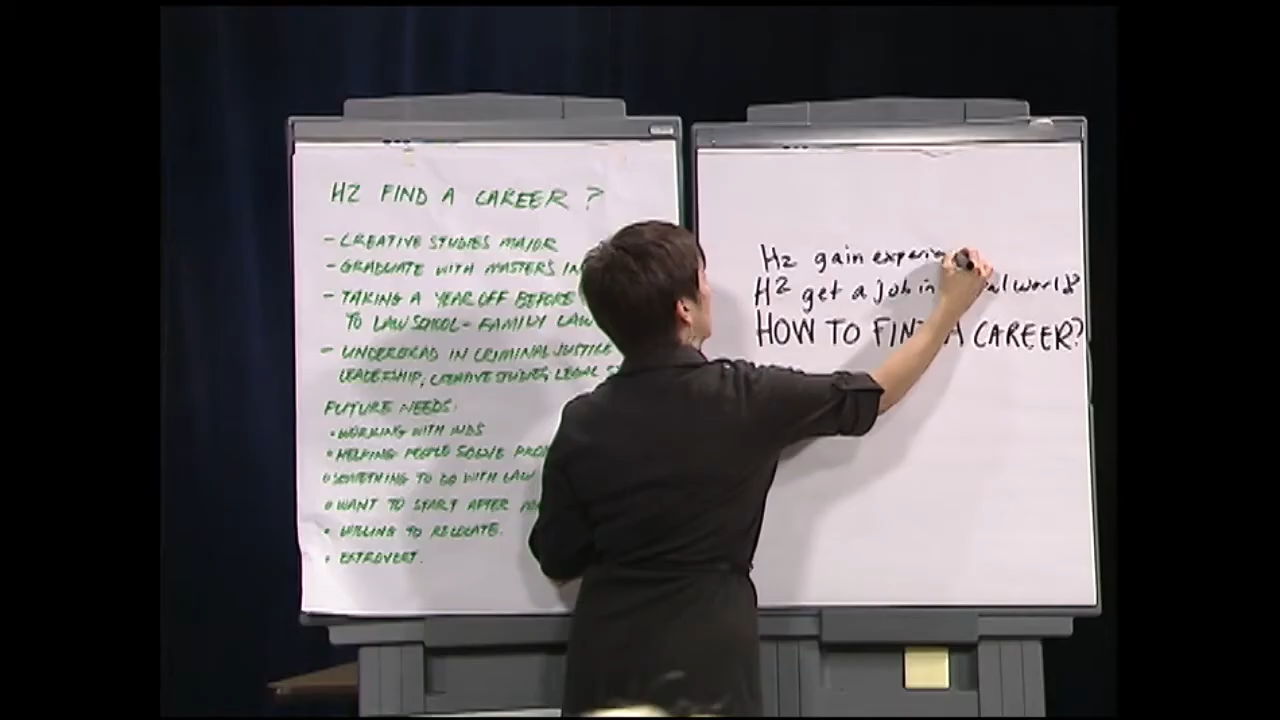 H2 FIND A CAREER?
- CREATIVE STUDIES MAJOR
- GRADUATE WITH MASTERS IN
- TAKING A YEAR OFF BEFORE
TO LAW SCHOOL - FAMILY LAW
- UNDERGRAD IN CRIMINAL JUSTICE
LEADERSHIP, CREATIVE STUDIES, LEGAL
FUTURE NEEDS:
• WORKING WITH KIDS
• HELPING PEOPLE SOLVE
• SOMETHING TO DO WITH LAW
• WANT TO START AFTER
• WILLING TO RELOCATE.
• EXTROVERT.
H2 gain
H2 get a job in world?
HOW TO FIND A CAREER?